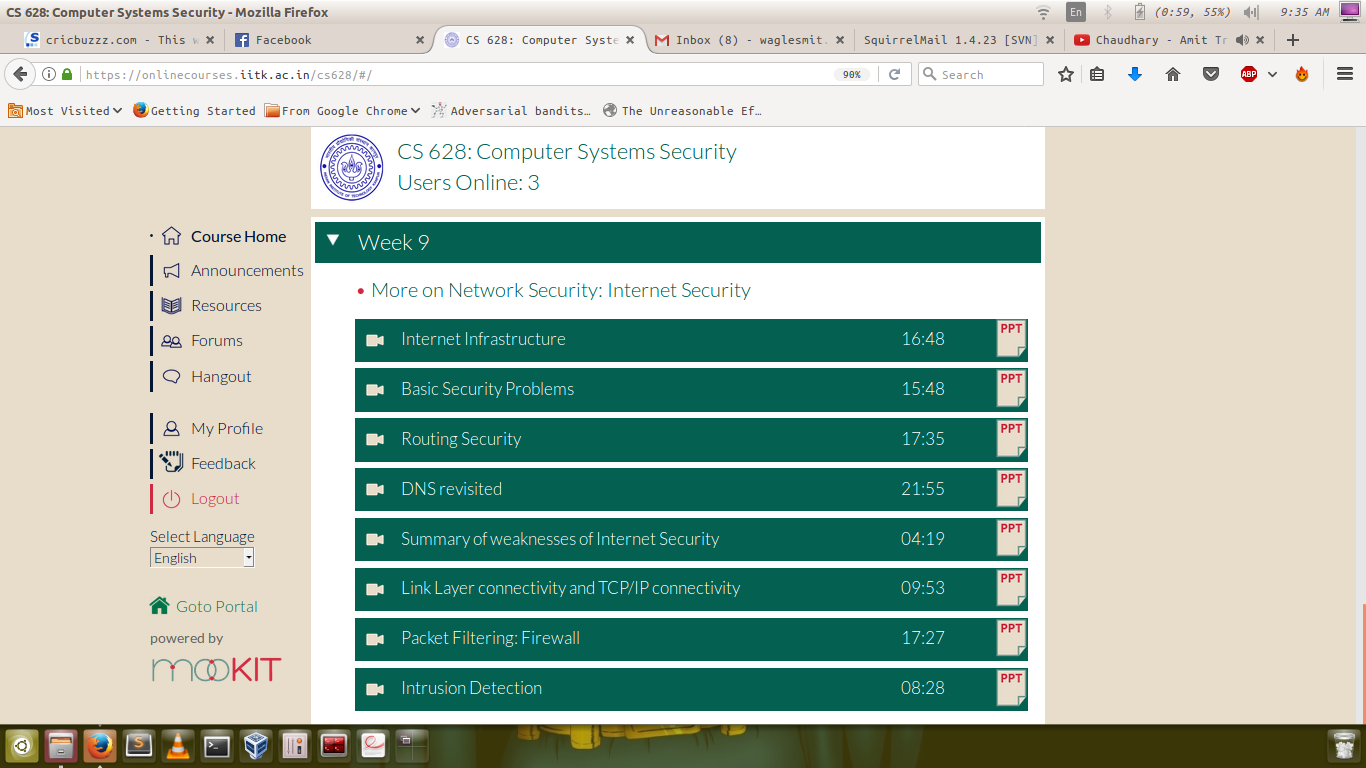 CS 628: Computer Systems Security - Mozilla Firefox
En
(0:59, 55%)
9:35 AM
cricbuzzz.com - This w
Facebook
CS 628: Computer Syste
Inbox (8) - waglesmit.
SquirrelMail 1.4.23 [SVN]
Chaudhary - Amit Tr
https://onlinecourses.iitk.ac.in/cs628/#/
90%
Search
ABP
Most Visited
Getting Started
From Google Chrome
Adversarial bandits…
The Unreasonable Ef…
CS 628: Computer Systems Security
Users Online: 3
Course Home
Announcements
Resources
Forums
Hangout
My Profile
Feedback
Logout
Select Language
English
Goto Portal
powered by
mooKIT
Week 9
More on Network Security: Internet Security
Internet Infrastructure 16:48 PPT
Basic Security Problems 15:48 PPT
Routing Security 17:35 PPT
DNS revisited 21:55 PPT
Summary of weaknesses of Internet Security 04:19 PPT
Link Layer connectivity and TCP/IP connectivity 09:53 PPT
Packet Filtering: Firewall 17:27 PPT
Intrusion Detection 08:28 PPT